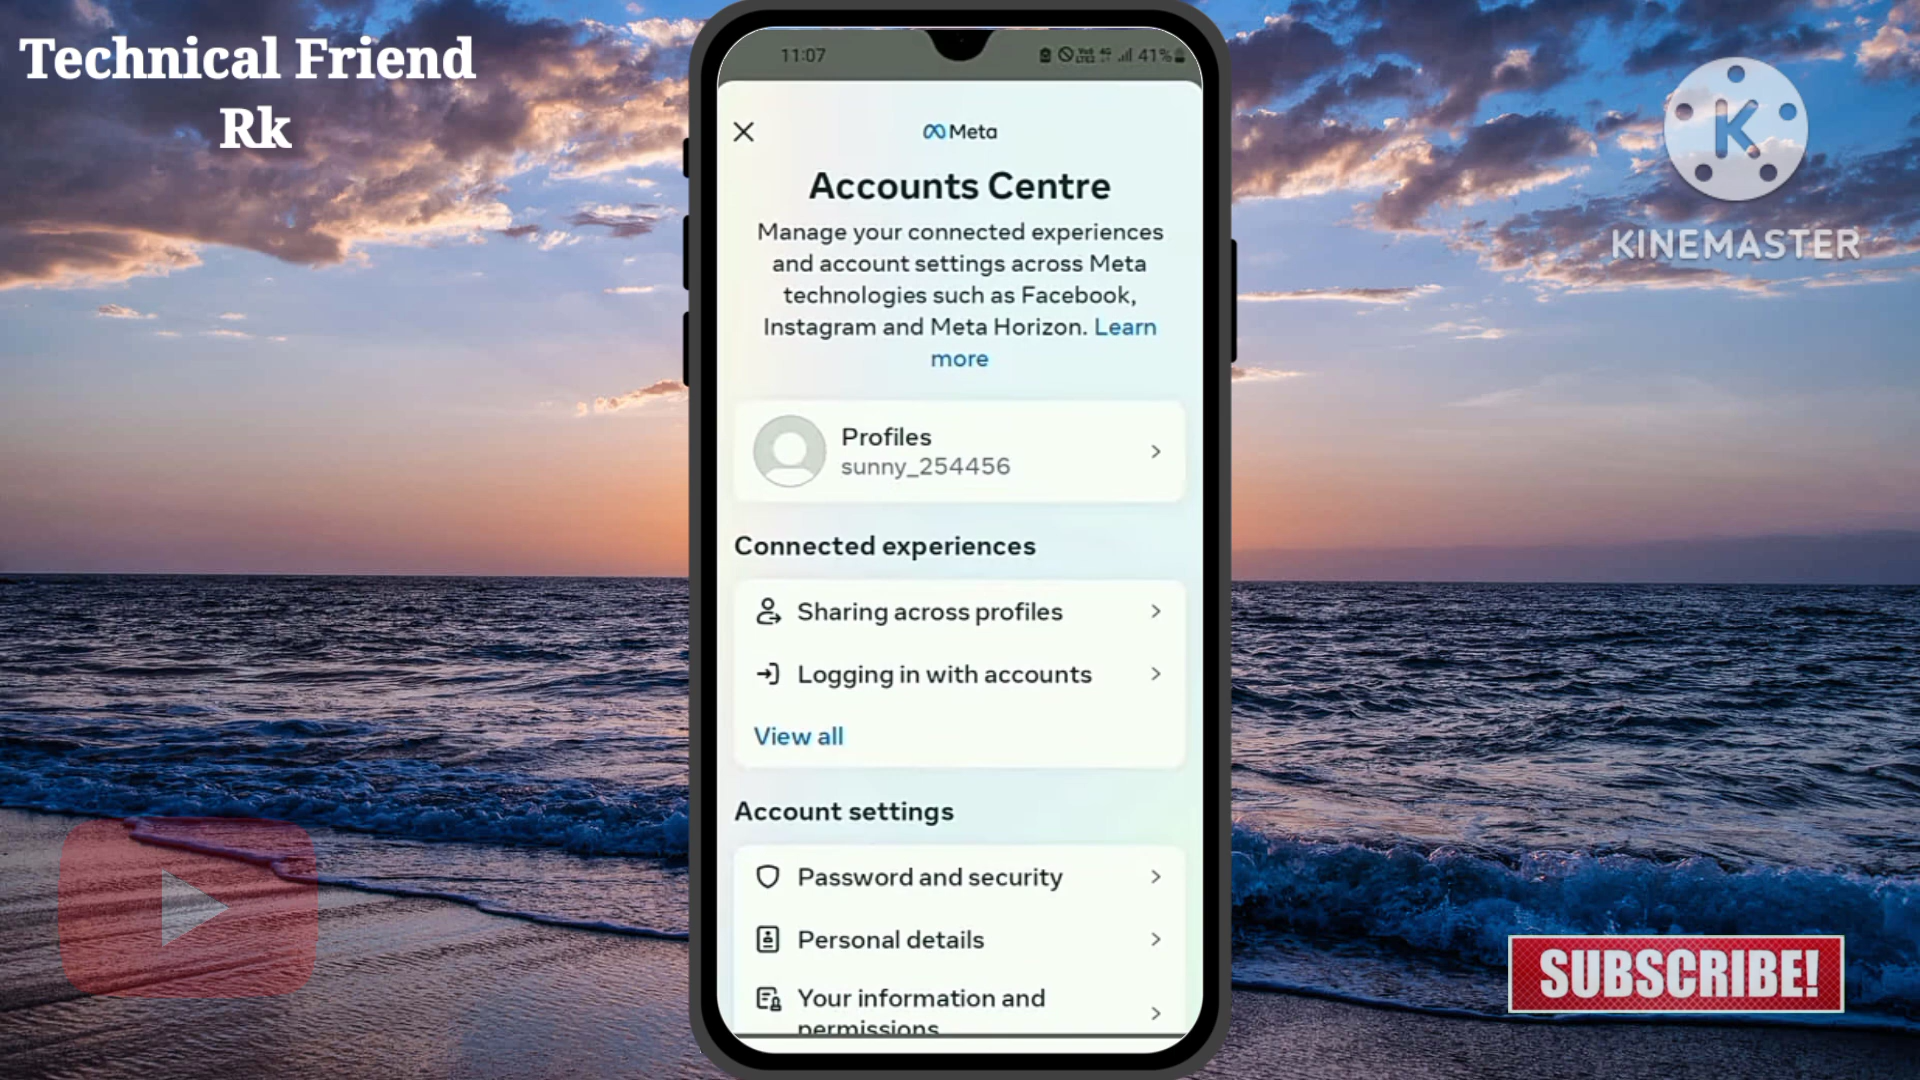 Technical Friend
Rk
KINEMASTER
11:07
41%
Meta
Accounts Centre
Manage your connected experiences
and account settings across Meta
technologies such as Facebook,
Instagram and Meta Horizon. Learn
more
Profiles
sunny_254456
Connected experiences
Sharing across profiles
Logging in with accounts
View all
Account settings
Password and security
Personal details
Your information and
permissions
SUBSCRIBE!